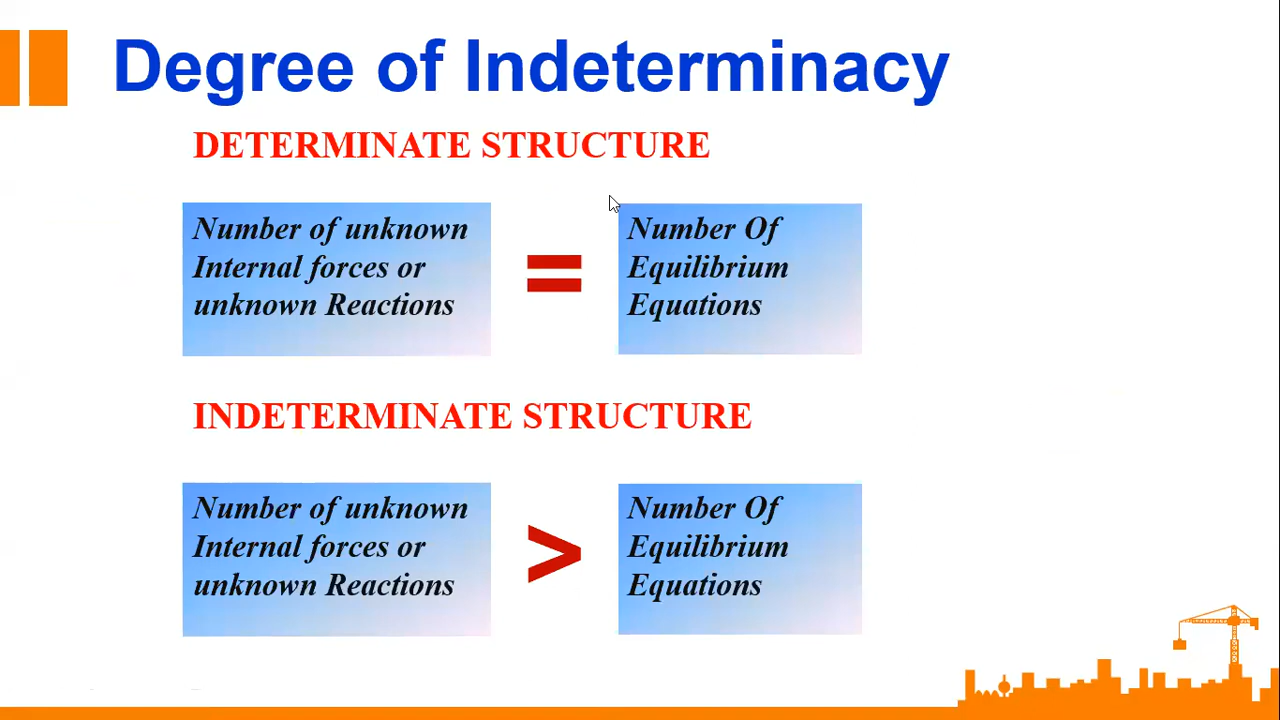 Degree of Indeterminacy
DETERMINATE STRUCTURE
Number of unknown
Internal forces or
unknown Reactions
=
Number Of
Equilibrium
Equations
INDETERMINATE STRUCTURE
Number of unknown
Internal forces or
unknown Reactions
>
Number Of
Equilibrium
Equations